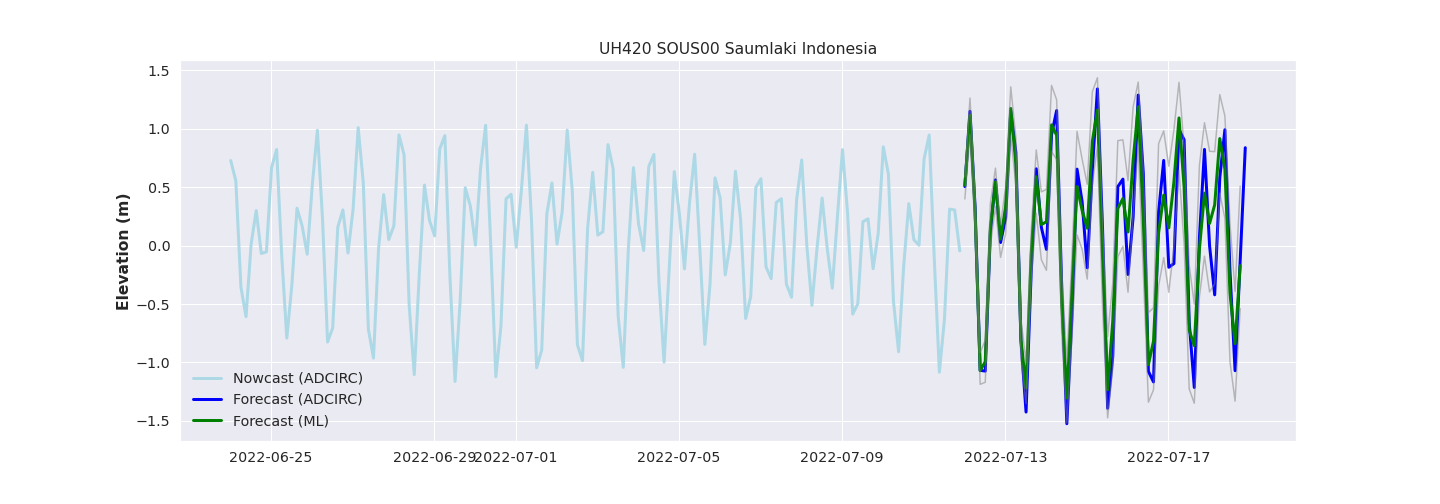 UH420 SOUS00 Saumlaki Indonesia
Elevation (m)
1.5
1.0
0.5
0.0
−0.5
−1.0
−1.5
Nowcast (ADCIRC)
Forecast (ADCIRC)
Forecast (ML)
2022-06-25 2022-06-29 2022-07-01 2022-07-05 2022-07-09 2022-07-13 2022-07-17